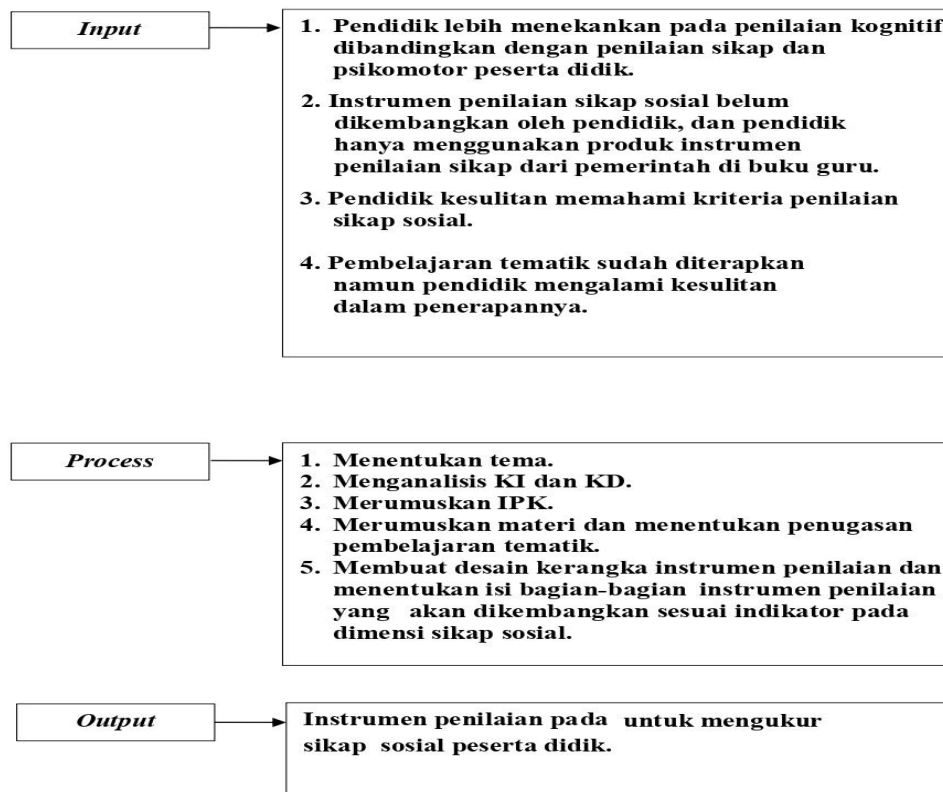 Input
1. Pendidik lebih menekankan pada penilaian kognitif
dibandingkan dengan penilaian sikap dan
psikomotor peserta didik.
2. Instrumen penilaian sikap sosial belum
dikembangkan oleh pendidik, dan pendidik
hanya menggunakan produk instrumen
penilaian sikap dari pemerintah di buku guru.
3. Pendidik kesulitan memahami kriteria penilaian
sikap sosial.
4. Pembelajaran tematik sudah diterapkan
namun pendidik mengalami kesulitan
dalam penerapannya.
Process
1. Menentukan tema.
2. Menganalisis KI dan KD.
3. Merumuskan IPK.
4. Merumuskan materi dan menentukan penugasan
pembelajaran tematik.
5. Membuat desain kerangka instrumen penilaian dan
menentukan isi bagian-bagian instrumen penilaian
yang akan dikembangkan sesuai indikator pada
dimensi sikap sosial.
Output
Instrumen penilaian pada untuk mengukur
sikap sosial peserta didik.